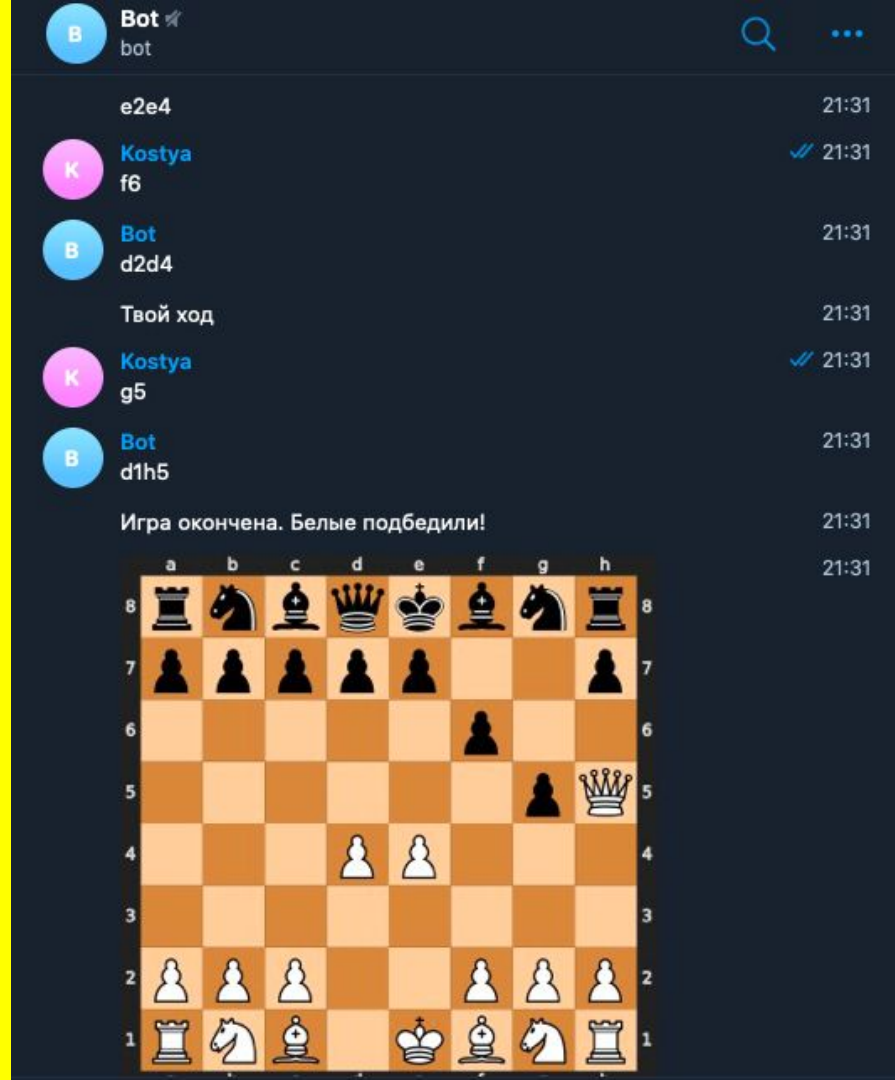 B
Bot
bot
e2e4 21:31
K
Kostya 21:31
f6
B
Bot 21:31
d2d4
Твой ход 21:31
K
Kostya 21:31
g5
B
Bot 21:31
d1h5
Игра окончена. Белые подбедили! 21:31
21:31
a b c d e f g h
8 8
7 7
6 6
5 5
4 4
3 3
2 2
1 1